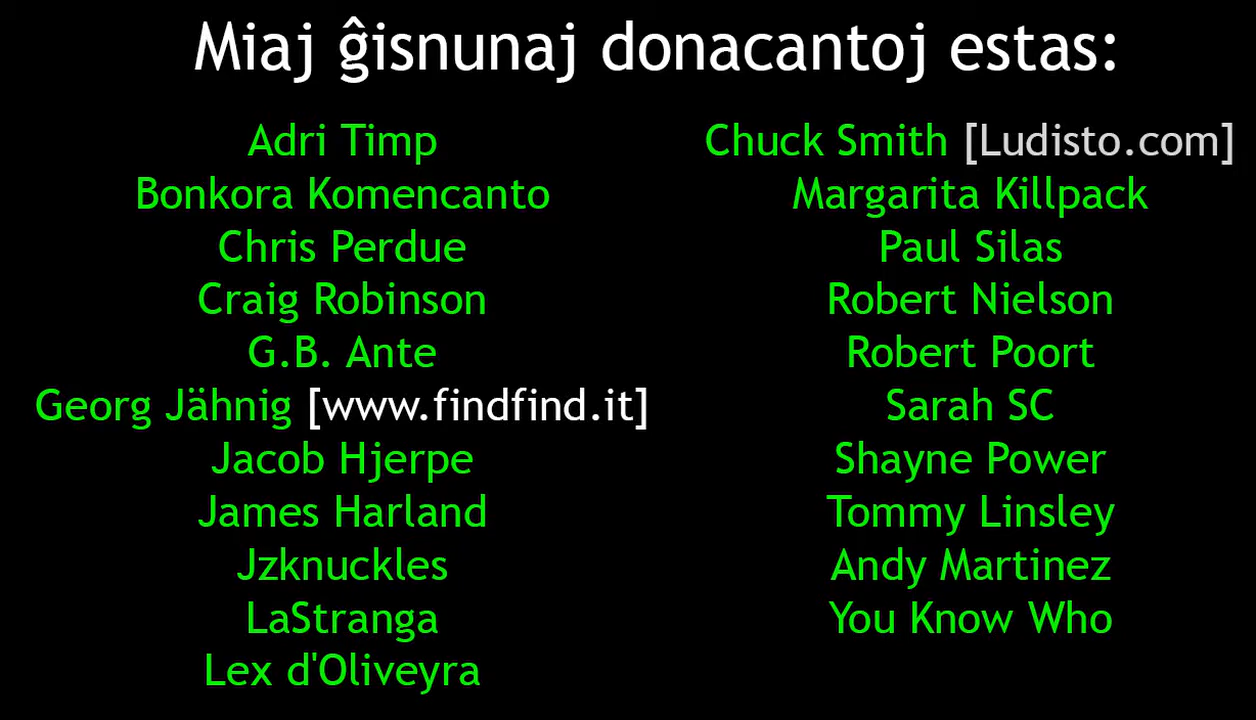 Miaj ĝisnunaj donacantoj estas:
Adri Timp
Bonkora Komencanto
Chris Perdue
Craig Robinson
G.B. Ante
Georg Jähnig [www.findfind.it]
Jacob Hjerpe
James Harland
Jzknuckles
LaStranga
Lex d'Oliveyra
Chuck Smith [Ludisto.com]
Margarita Killpack
Paul Silas
Robert Nielson
Robert Poort
Sarah SC
Shayne Power
Tommy Linsley
Andy Martinez
You Know Who